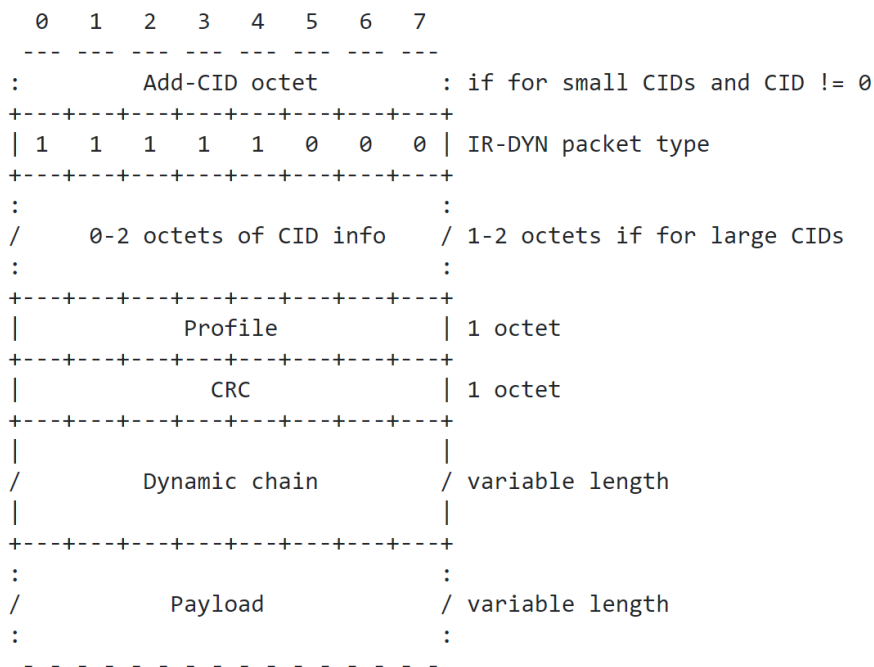 0   1   2   3   4   5   6   7
 --- --- --- --- --- --- --- ---
:         Add-CID octet         : if for small CIDs and CID != 0
+---+---+---+---+---+---+---+---+
| 1   1   1   1   1   0   0   0 | IR-DYN packet type
+---+---+---+---+---+---+---+---+
:                               :
/     0-2 octets of CID info    / 1-2 octets if for large CIDs
:                               :
+---+---+---+---+---+---+---+---+
|            Profile            | 1 octet
+---+---+---+---+---+---+---+---+
|              CRC              | 1 octet
+---+---+---+---+---+---+---+---+
|                               |
/         Dynamic chain         / variable length
|                               |
+---+---+---+---+---+---+---+---+
:                               :
/           Payload             / variable length
:                               :
 - - - - - - - - - - - - - - - -